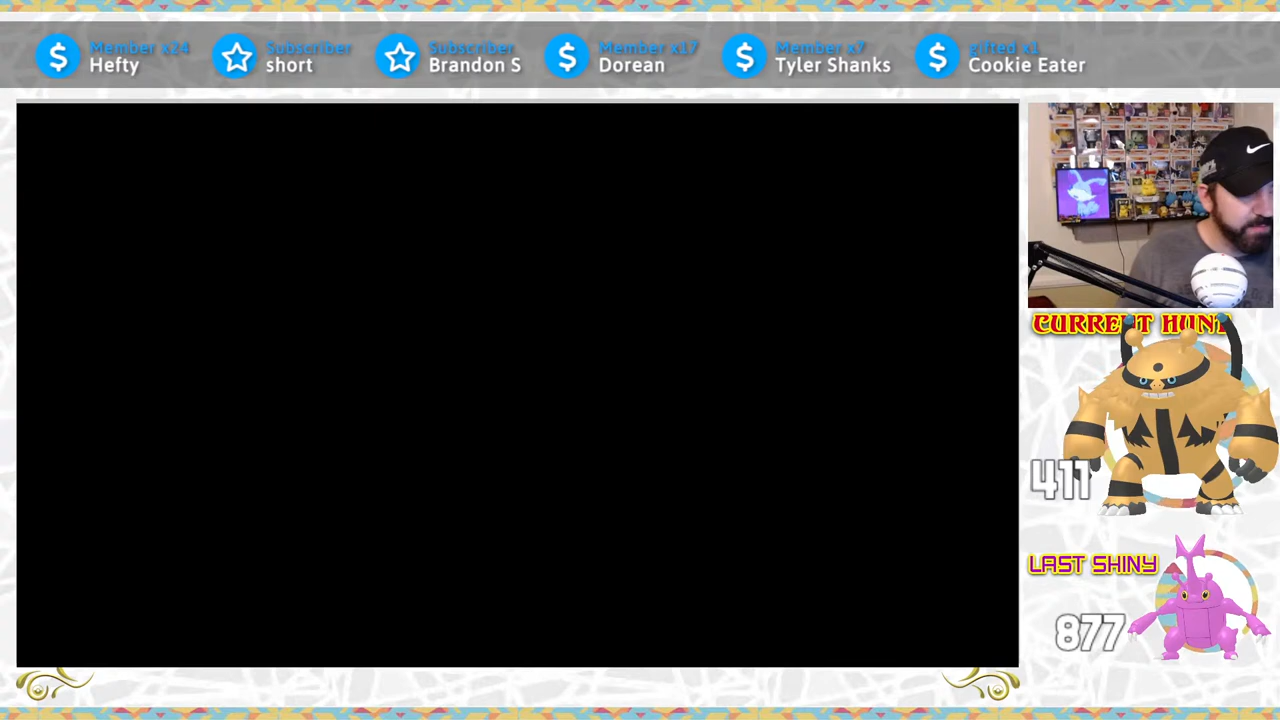 Member x24
Hefty
Subscriber
short
Subscriber
Brandon S
Member x17
Dorean
Member x7
Tyler Shanks
gifted x1
Cookie Eater
CURRENT HUNT
411
LAST SHINY
877